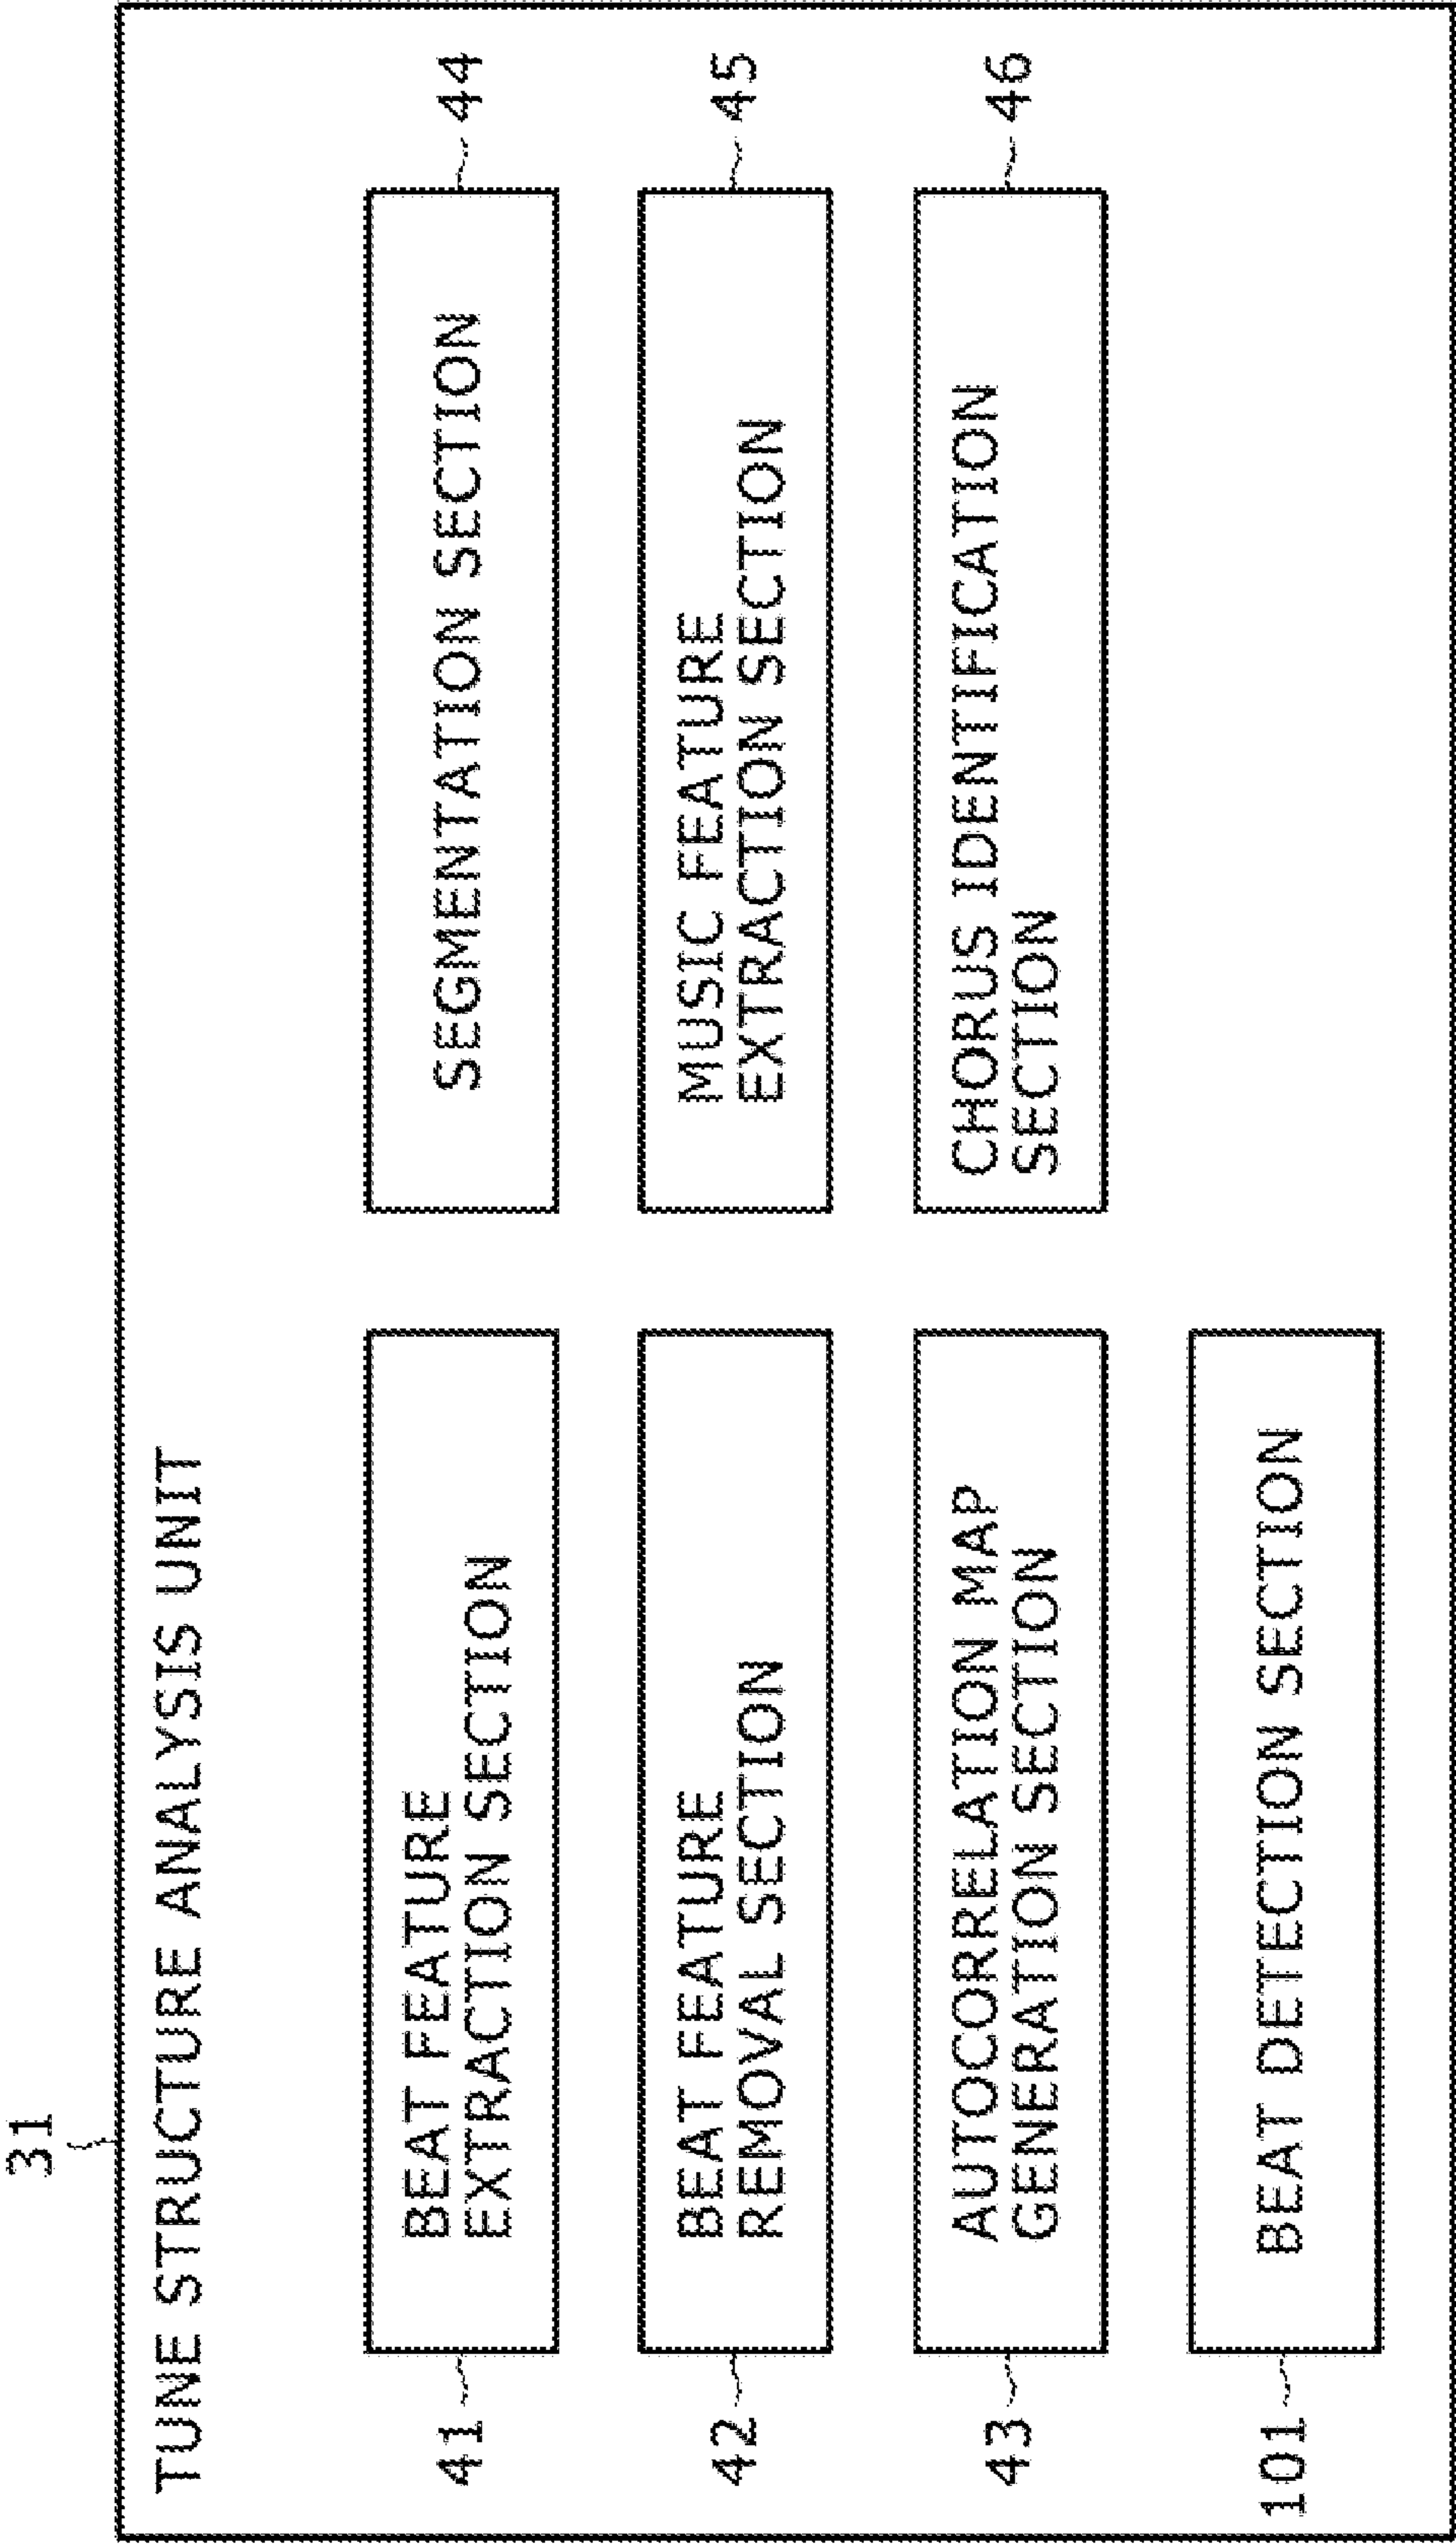 31
TUNE STRUCTURE ANALYSIS UNIT
41
BEAT FEATURE
EXTRACTION SECTION
42
BEAT FEATURE
REMOVAL SECTION
43
AUTOCORRELATION MAP
GENERATION SECTION
101
BEAT DETECTION SECTION
SEGMENTATION SECTION
44
MUSIC FEATURE
EXTRACTION SECTION
45
CHORUS IDENTIFICATION
SECTION
46